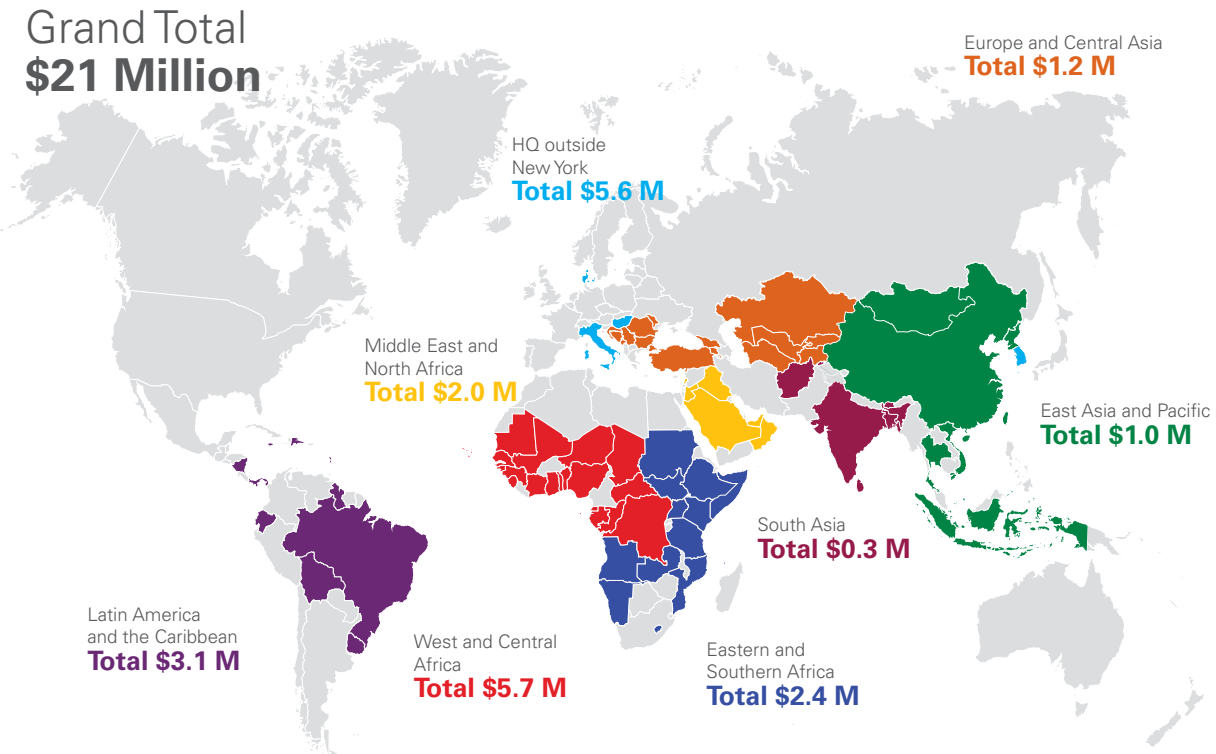 Grand Total
$21 Million
Europe and Central Asia
Total $1.2 M
HQ outside
New York
Total $5.6 M
Middle East and
North Africa
Total $2.0 M
East Asia and Pacific
Total $1.0 M
South Asia
Total $0.3 M
Latin America
and the Caribbean
Total $3.1 M
West and Central
Africa
Total $5.7 M
Eastern and
Southern Africa
Total $2.4 M